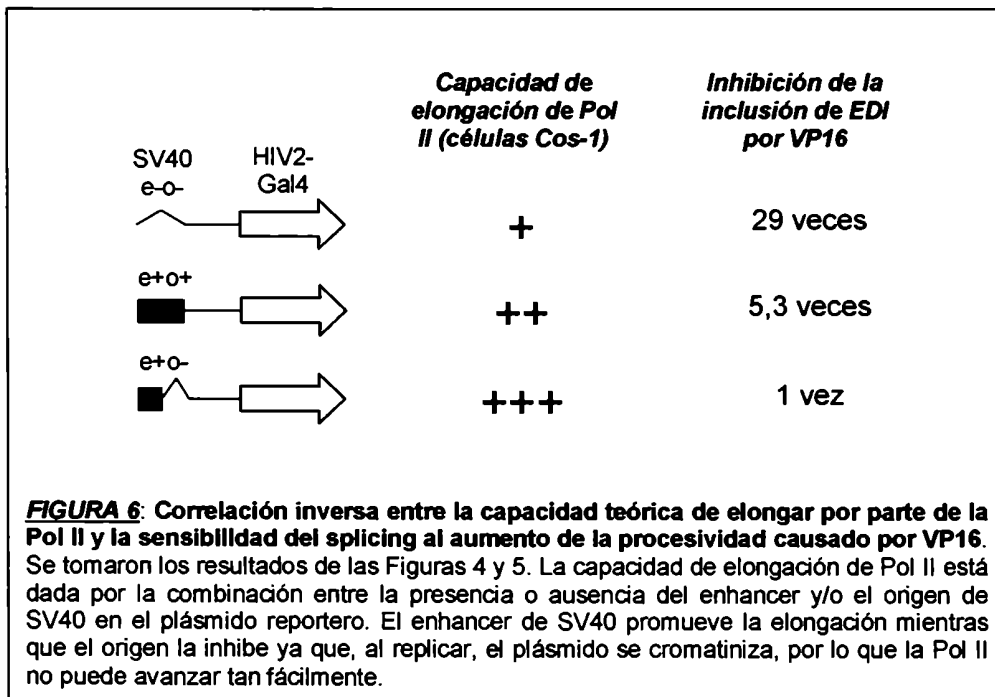 Capacidad de elongación de Pol II (células Cos-1)
Inhibición de la inclusión de EDI por VP16
SV40
HIV2-Gal4
e-o-
+
29 veces
e+o+
++
5,3 veces
e+o-
+++
1 vez
FIGURA 6: Correlación inversa entre la capacidad teórica de elongar por parte de la
Pol II y la sensibilidad del splicing al aumento de la procesividad causado por VP16.
Se tomaron los resultados de las Figuras 4 y 5. La capacidad de elongación de Pol II está
dada por la combinación entre la presencia o ausencia del enhancer y/o el origen de
SV40 en el plásmido reportero. El enhancer de SV40 promueve la elongación mientras
que el origen la inhibe ya que, al replicar, el plásmido se cromatiniza, por lo que la Pol II
no puede avanzar tan fácilmente.